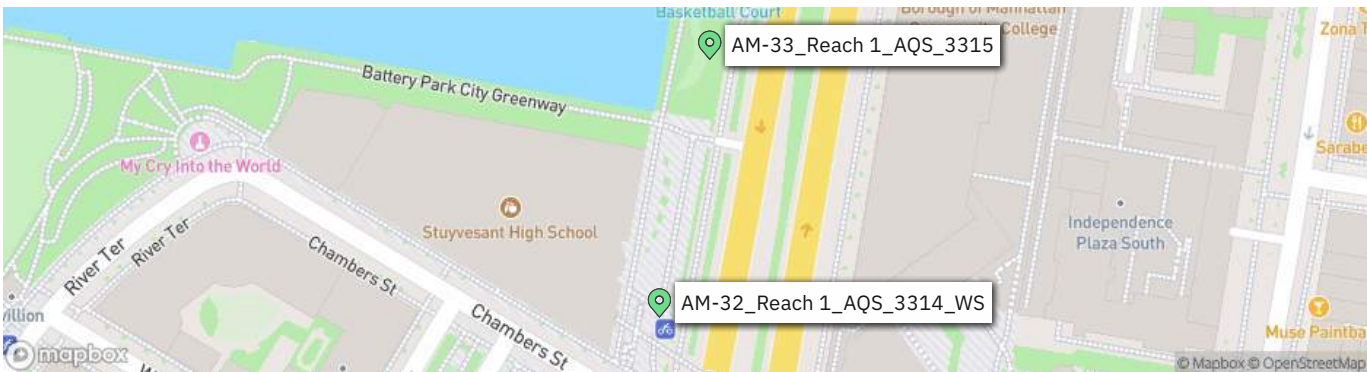 Basketball Court
Borough of Manhattan
Community College
Zona T
AM-33_Reach 1_AQS_3315
Battery Park City Greenway
My Cry Into the World
Sarabe
Stuyvesant High School
Independence
Plaza South
River Ter
River Ter
Chambers St
Chambers St
AM-32_Reach 1_AQS_3314_WS
villion
Muse Paintba
mapbox
© Mapbox © OpenStreetMap